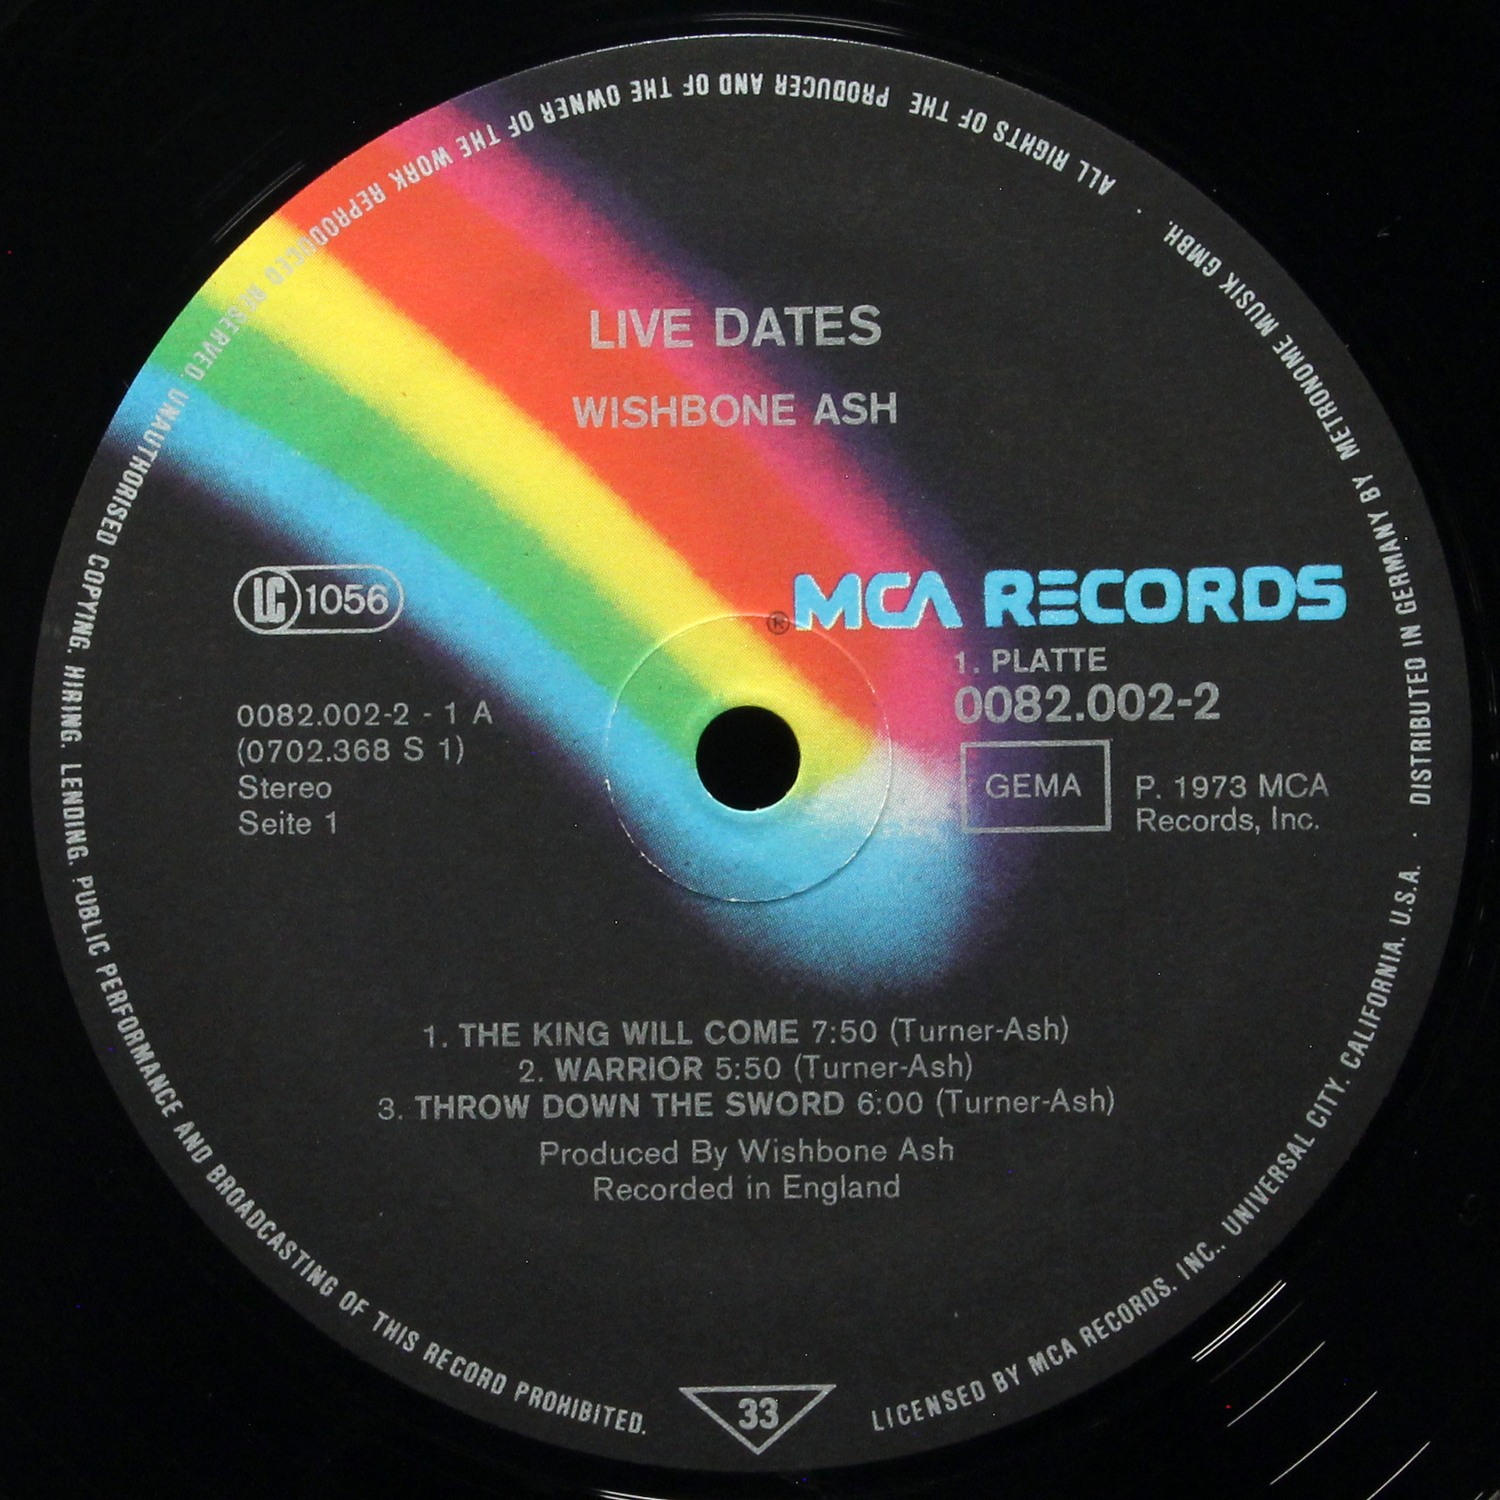 LIVE DATES
WISHBONE ASH
LC 1056
® MCA RECORDS
1. PLATTE
0082.002-2
0082.002-2 - 1 A
(0702.368 S 1)
Stereo
Seite 1
GEMA
P. 1973 MCA
Records, Inc.
1. THE KING WILL COME 7:50 (Turner-Ash)
2. WARRIOR 5:50 (Turner-Ash)
3. THROW DOWN THE SWORD 6:00 (Turner-Ash)
Produced By Wishbone Ash
Recorded in England
33
ALL RIGHTS OF THE PRODUCER AND OF THE OWNER OF THE WORK REPRODUCED RESERVED. UNAUTHORISED COPYING. HIRING. LENDING. PUBLIC PERFORMANCE AND BROADCASTING OF THIS RECORD PROHIBITED.
LICENSED BY MCA RECORDS. INC.. UNIVERSAL CITY. CALIFORNIA. U.S.A. · DISTRIBUTED IN GERMANY BY METRONOME MUSIK GMBH. ·